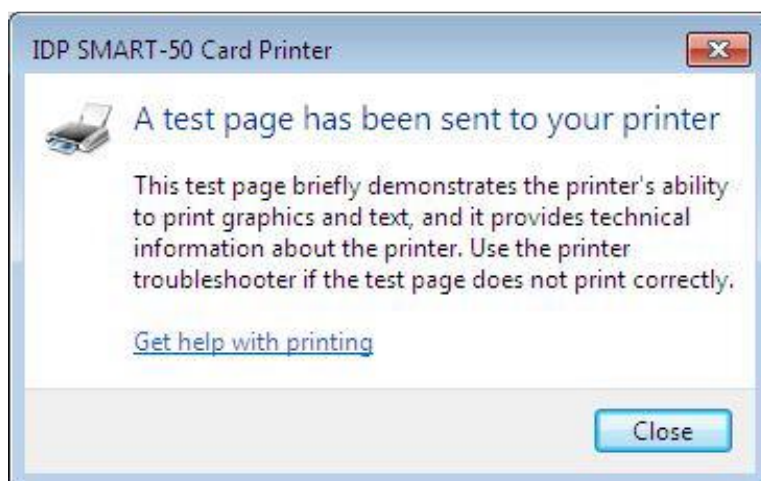 IDP SMART-50 Card Printer
A test page has been sent to your printer
This test page briefly demonstrates the printer's ability
to print graphics and text, and it provides technical
information about the printer. Use the printer
troubleshooter if the test page does not print correctly.
Get help with printing
Close